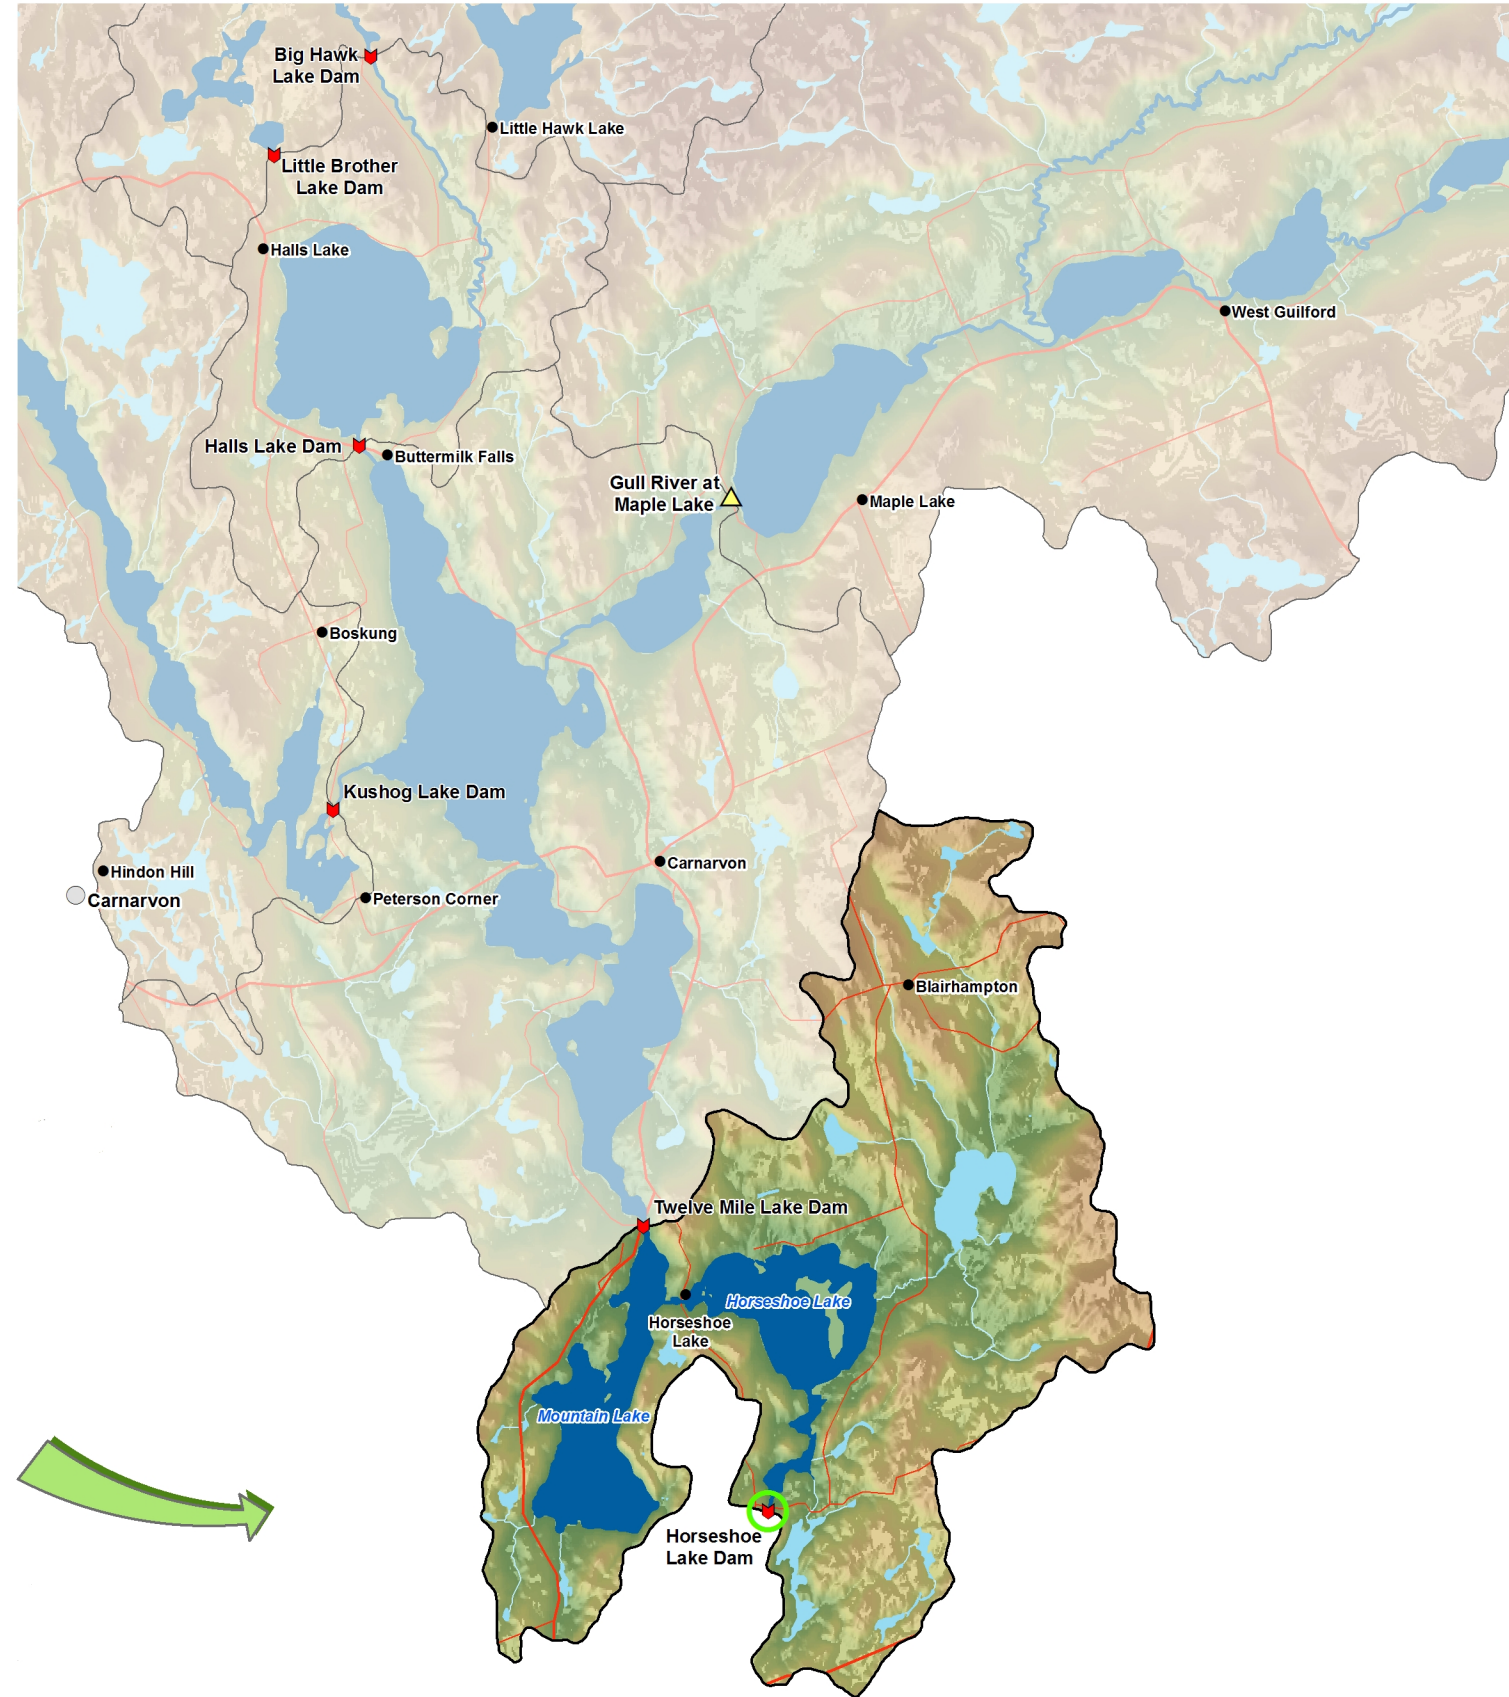 Big Hawk
Lake Dam
Little Hawk Lake
Little Brother
Lake Dam
Halls Lake
West Guilford
Halls Lake Dam
Buttermilk Falls
Gull River at
Maple Lake
Maple Lake
Boskung
Kushog Lake Dam
Carnarvon
Hindon Hill
Carnarvon
Peterson Corner
Blairhampton
Twelve Mile Lake Dam
Horseshoe Lake
Horseshoe
Lake
Mountain Lake
Horseshoe
Lake Dam